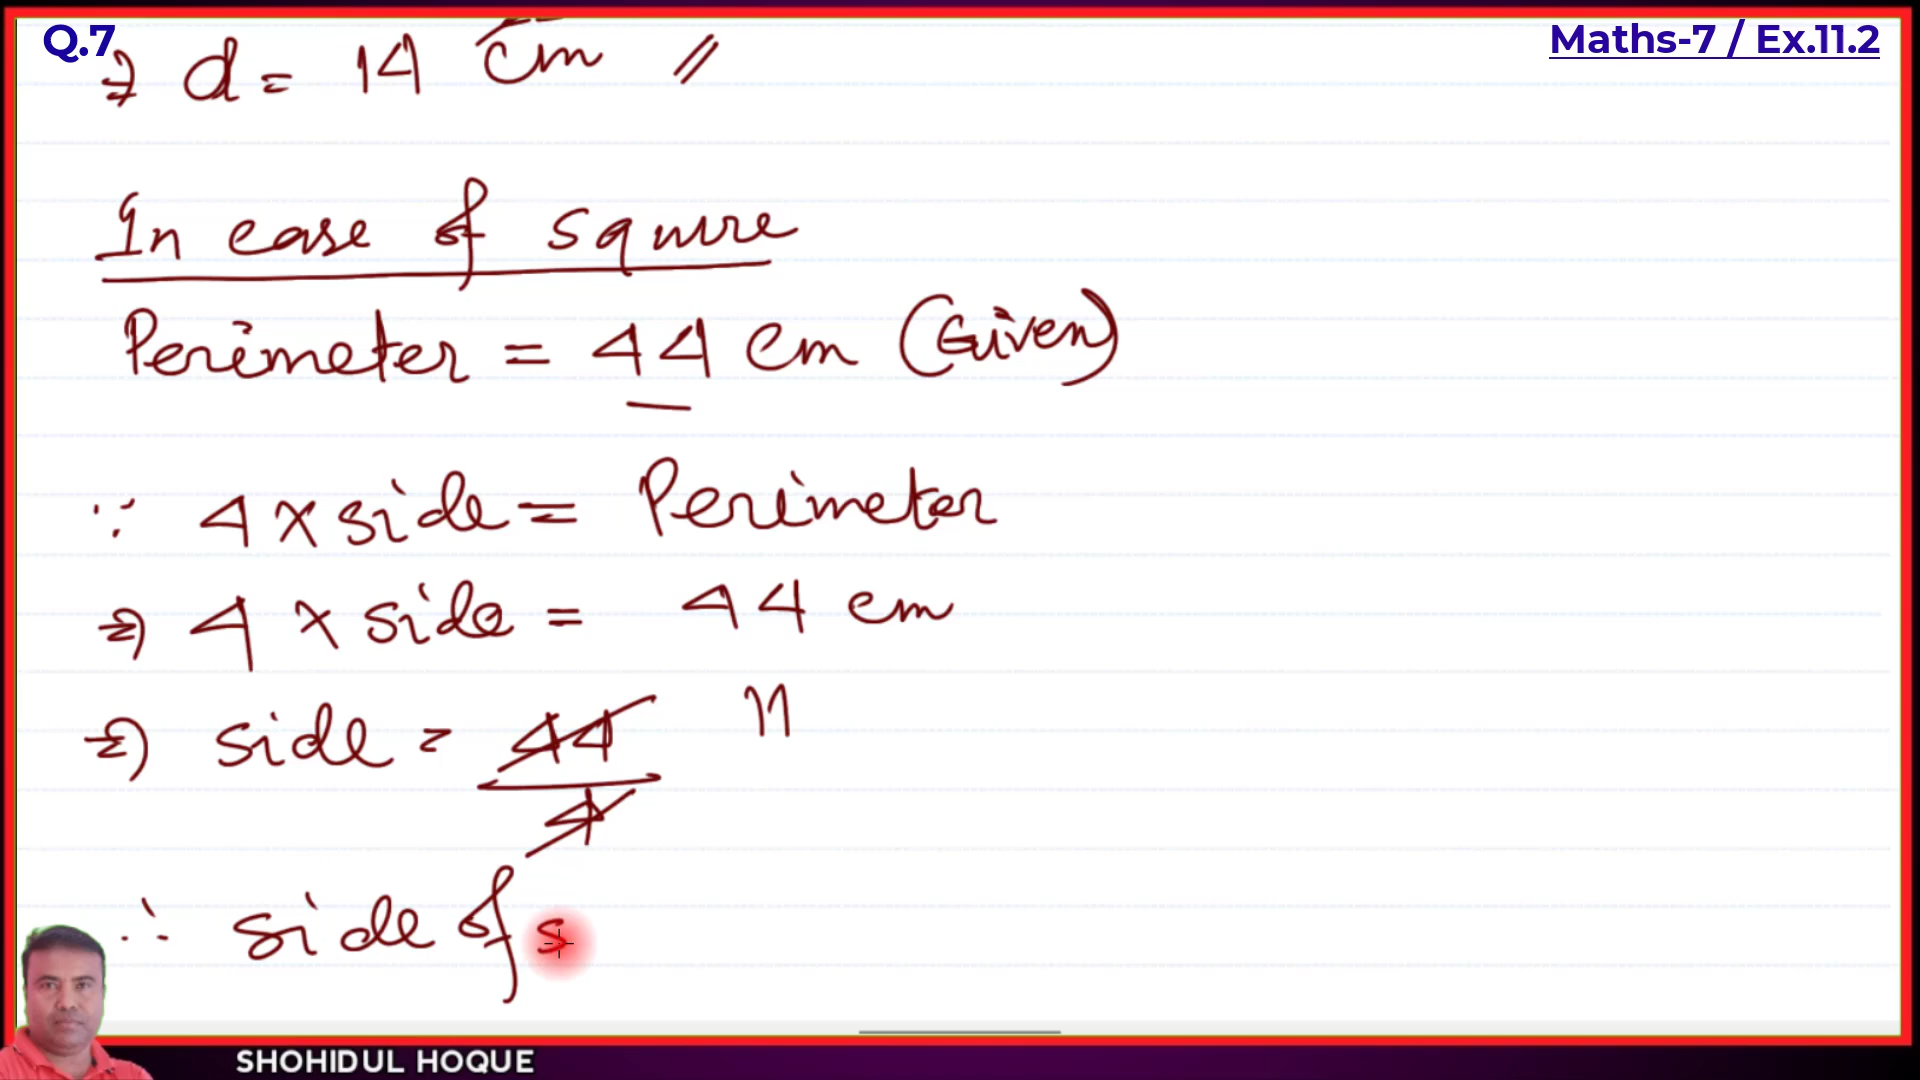 Q.7
Maths-7 / Ex.11.2
⇒ d = 14 cm //
In case of square
Perimeter = 44 cm (Given)
∵ 4 × side = Perimeter
⇒ 4 × side = 44 cm
⇒ side = 44/4 11
∴ side of s
SHOHIDUL HOQUE